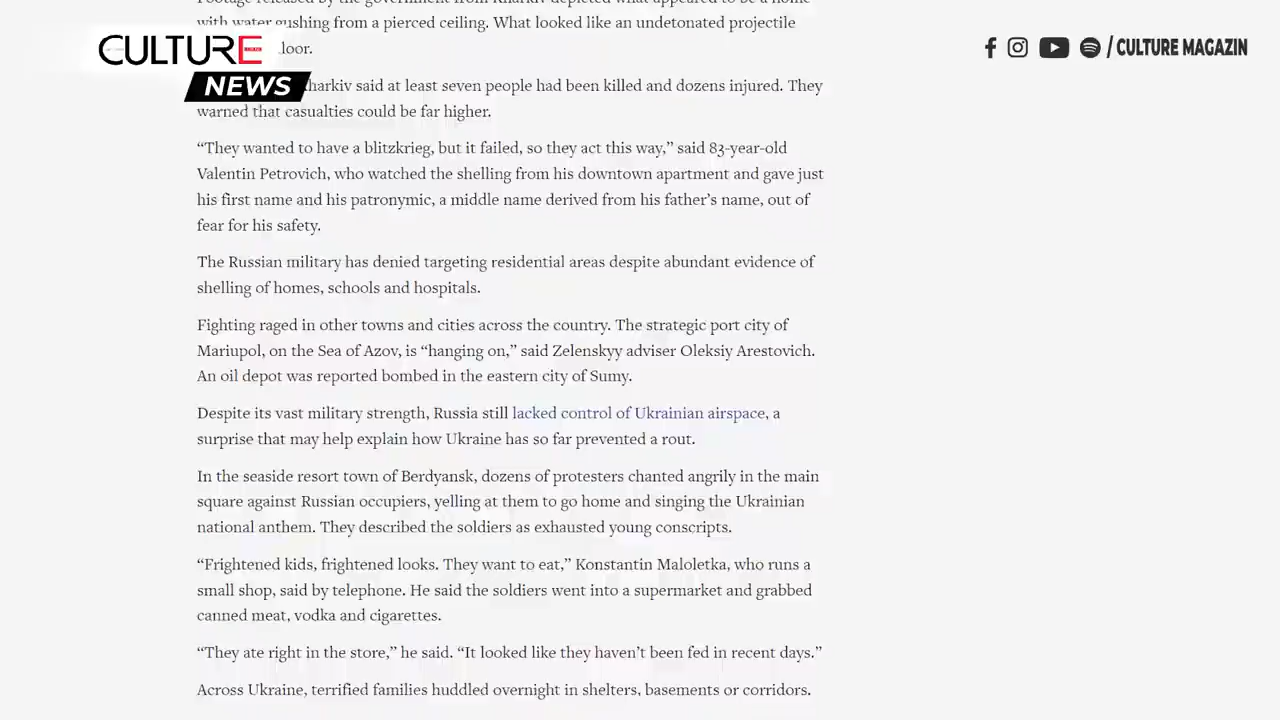 Footage released by the government from Kharkiv depicted what appeared to be a home
with water gushing from a pierced ceiling. What looked like an undetonated projectile
loor.
CULTURE
NEWS
/ CULTURE MAGAZIN
harkiv said at least seven people had been killed and dozens injured. They
warned that casualties could be far higher.
“They wanted to have a blitzkrieg, but it failed, so they act this way,” said 83-year-old
Valentin Petrovich, who watched the shelling from his downtown apartment and gave just
his first name and his patronymic, a middle name derived from his father’s name, out of
fear for his safety.
The Russian military has denied targeting residential areas despite abundant evidence of
shelling of homes, schools and hospitals.
Fighting raged in other towns and cities across the country. The strategic port city of
Mariupol, on the Sea of Azov, is “hanging on,” said Zelenskyy adviser Oleksiy Arestovich.
An oil depot was reported bombed in the eastern city of Sumy.
Despite its vast military strength, Russia still lacked control of Ukrainian airspace, a
surprise that may help explain how Ukraine has so far prevented a rout.
In the seaside resort town of Berdyansk, dozens of protesters chanted angrily in the main
square against Russian occupiers, yelling at them to go home and singing the Ukrainian
national anthem. They described the soldiers as exhausted young conscripts.
“Frightened kids, frightened looks. They want to eat,” Konstantin Maloletka, who runs a
small shop, said by telephone. He said the soldiers went into a supermarket and grabbed
canned meat, vodka and cigarettes.
“They ate right in the store,” he said. “It looked like they haven’t been fed in recent days.”
Across Ukraine, terrified families huddled overnight in shelters, basements or corridors.